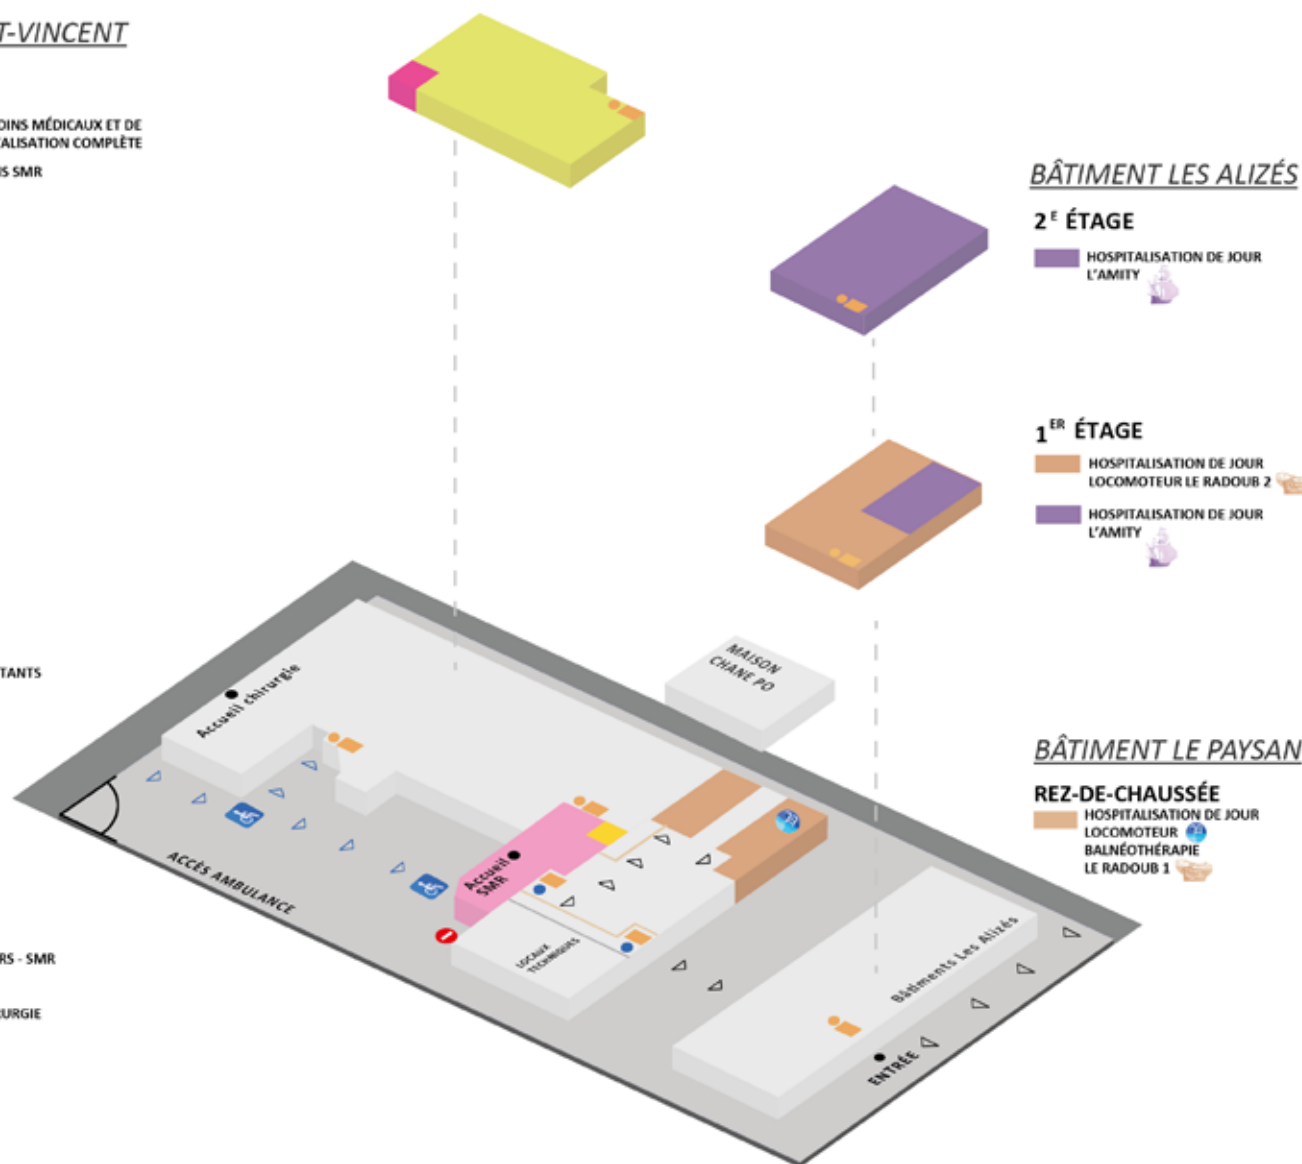 T-VINCENT
OINS MÉDICAUX ET DE
ALISATION COMPLÈTE
S SMR
BÂTIMENT LES ALIZÉS
2E ÉTAGE
HOSPITALISATION DE JOUR
L'AMITY
1ER ÉTAGE
HOSPITALISATION DE JOUR
LOCOMOTEUR LE RADOUB 2
HOSPITALISATION DE JOUR
L'AMITY
MAISON
CHANE PO
TANTS
Accueil chirurgie
BÂTIMENT LE PAYSAN
REZ-DE-CHAUSSÉE
HOSPITALISATION DE JOUR
LOCOMOTEUR
BALNÉOTHÉRAPIE
LE RADOUB 1
ACCÈS AMBULANCE
Accueil
SMR
LOCAUX
TECHNIQUES
Bâtiments Les Alizés
ENTRÉE
RS - SMR
RURGIE